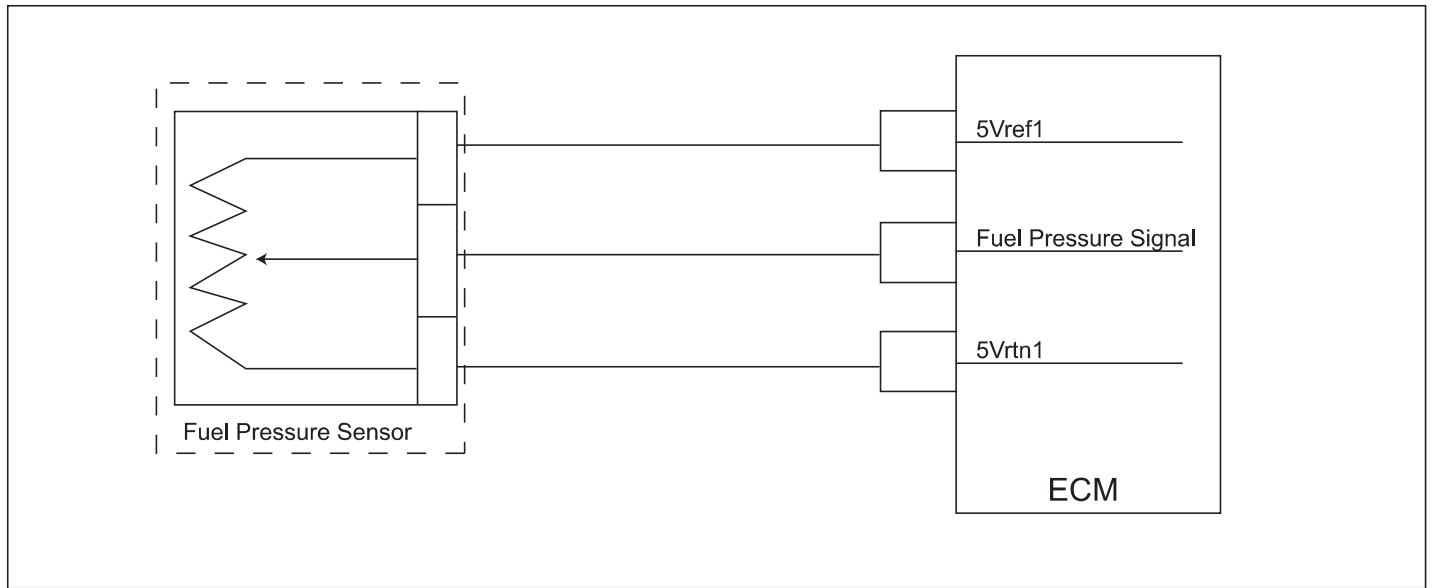 5Vref1
Fuel Pressure Signal
5Vrtn1
Fuel Pressure Sensor
ECM